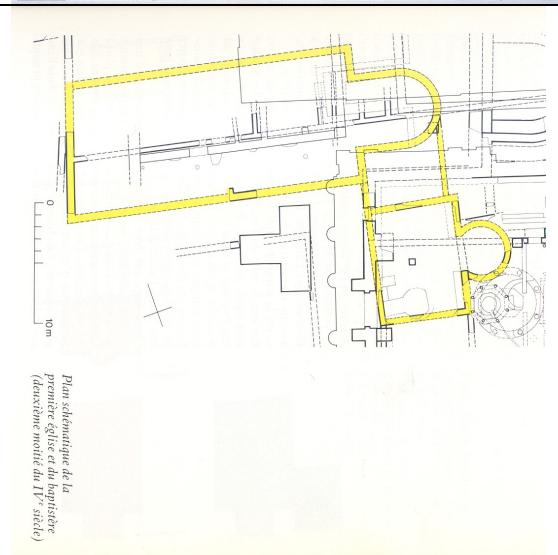 0
10 m
Plan schématique de la
première église et du baptistère
(deuxième moitié du IVe siècle)